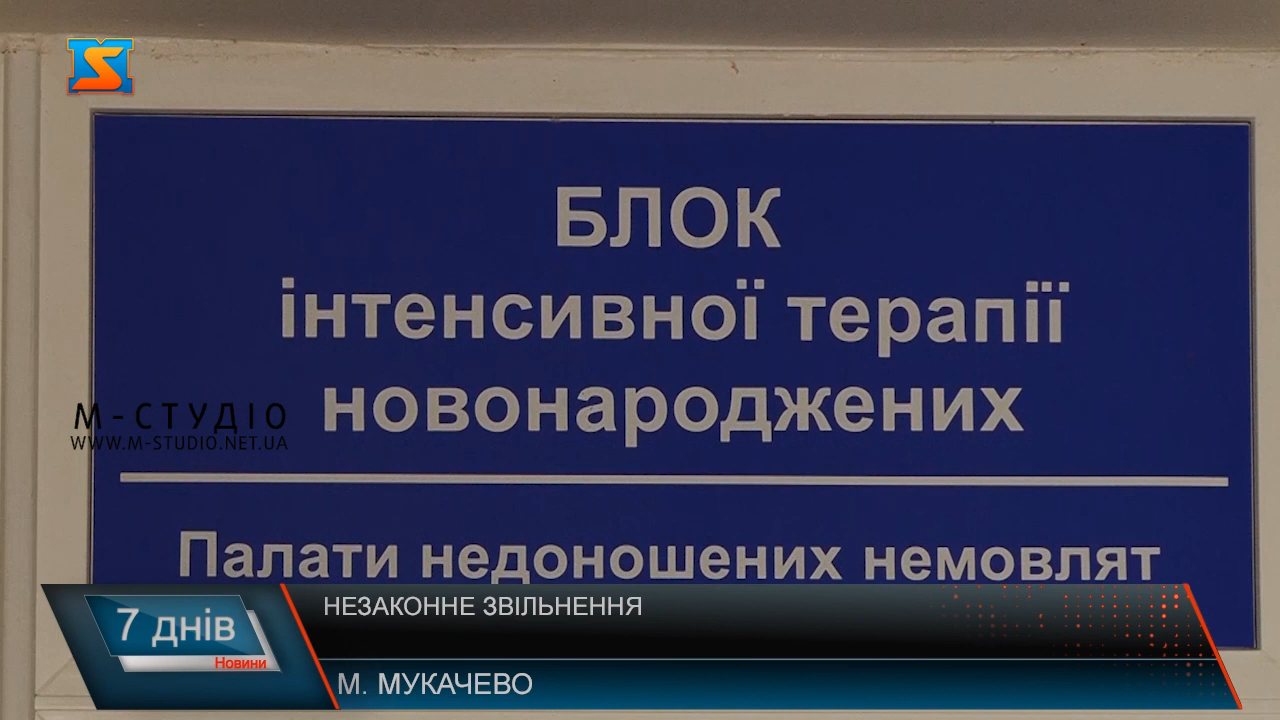 БЛОК
інтенсивної терапії
новонароджених
М-СТУДІО
WWW.M-STUDIO.NET.UA
Палати недоношених немовлят
7 днів
Новини
НЕЗАКОННЕ ЗВІЛЬНЕННЯ
М. МУКАЧЕВО